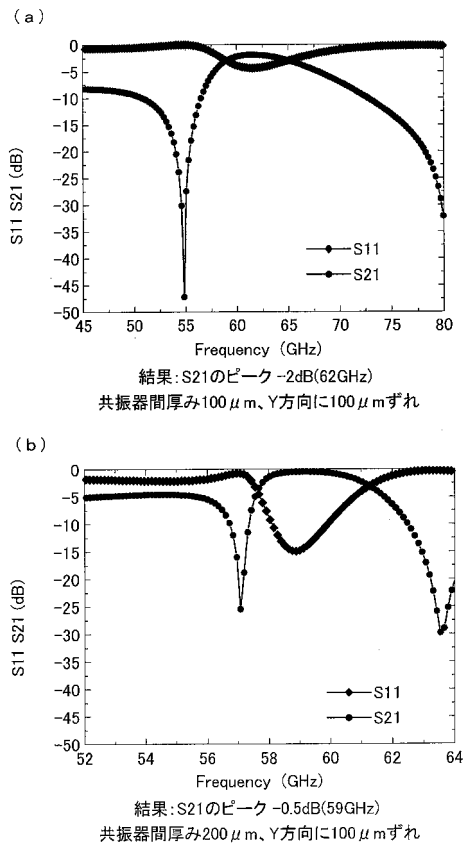 (a)
0
-5
-10
-15
-20
-25
-30
-35
-40
-45
-50
S11 S21 (dB)
S11
S21
45 50 55 60 65 70 75 80
Frequency (GHz)
結果:S21のピーク -2dB(62GHz)
共振器間厚み100μm、Y方向に100μmずれ
(b)
0
-5
-10
-15
-20
-25
-30
-35
-40
-45
-50
S11 S21 (dB)
S11
S21
52 54 56 58 60 62 64
Frequency (GHz)
結果:S21のピーク -0.5dB(59GHz)
共振器間厚み200μm、Y方向に100μmずれ